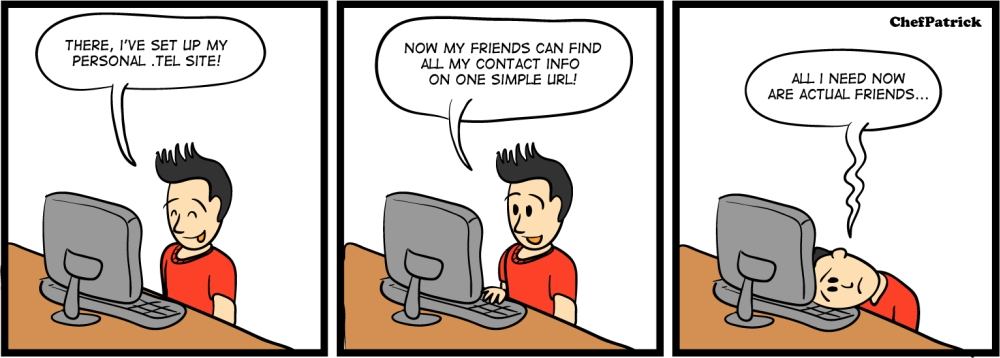 THERE, I'VE SET UP MY
PERSONAL .TEL SITE!
NOW MY FRIENDS CAN FIND
ALL MY CONTACT INFO
ON ONE SIMPLE URL!
ChefPatrick
ALL I NEED NOW
ARE ACTUAL FRIENDS...